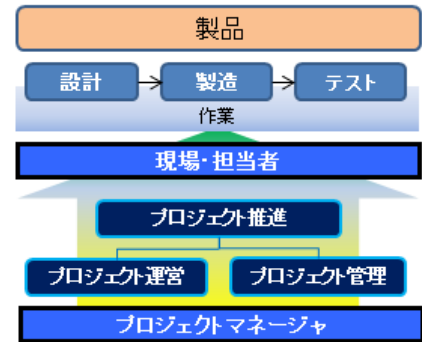 製品
設計
製造
テスト
作業
現場・担当者
プロジェクト推進
プロジェクト運営
プロジェクト管理
プロジェクトマネージャ